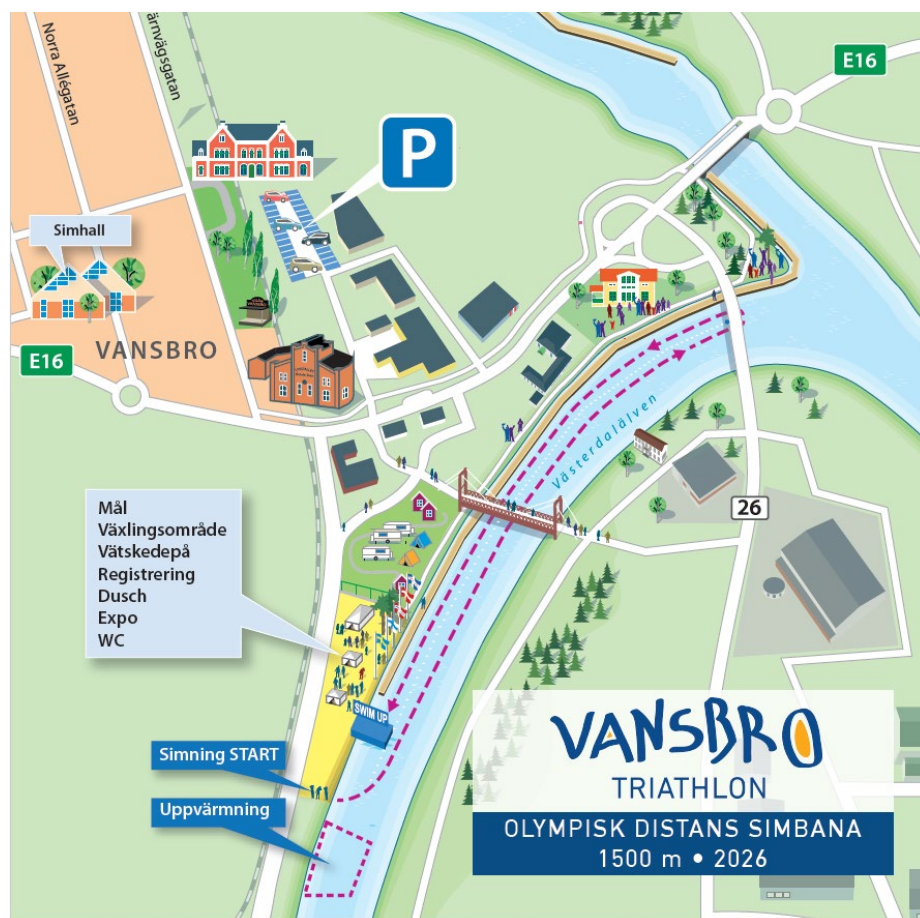 Norra Allégatan
ärnvägsgatan
P
E16
Simhall
E16
VANSBRO
Västerdalälven
26
Mål
Växlingsområde
Vätskedepå
Registrering
Dusch
Expo
WC
SWIM UP
Simning START
Uppvärmning
VANSBRO
TRIATHLON
OLYMPISK DISTANS SIMBANA
1500 m • 2026